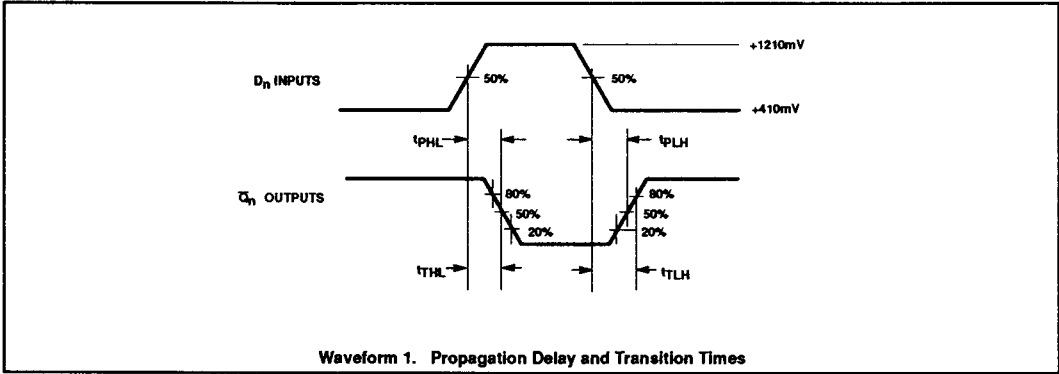 +1210mV
Dn INPUTS
50%
50%
+410mV
tPHL
tPLH
Q̅n OUTPUTS
80%
50%
20%
80%
50%
20%
tTHL
tTLH
Waveform 1. Propagation Delay and Transition Times